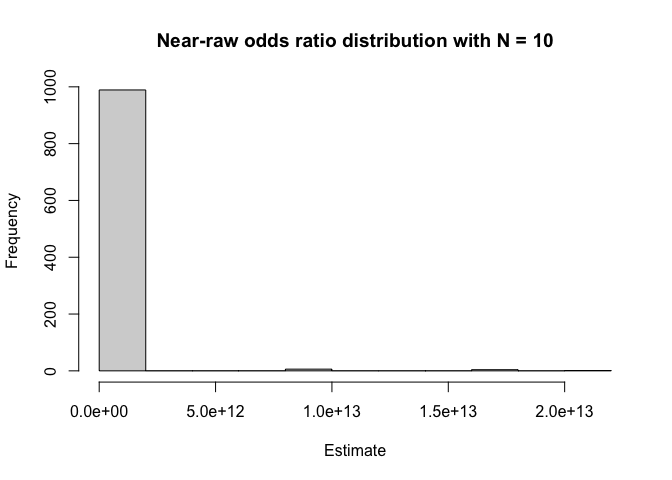 Near-raw odds ratio distribution with N = 10
Frequency
1000
800
600
400
200
0
0.0e+00 5.0e+12 1.0e+13 1.5e+13 2.0e+13
Estimate